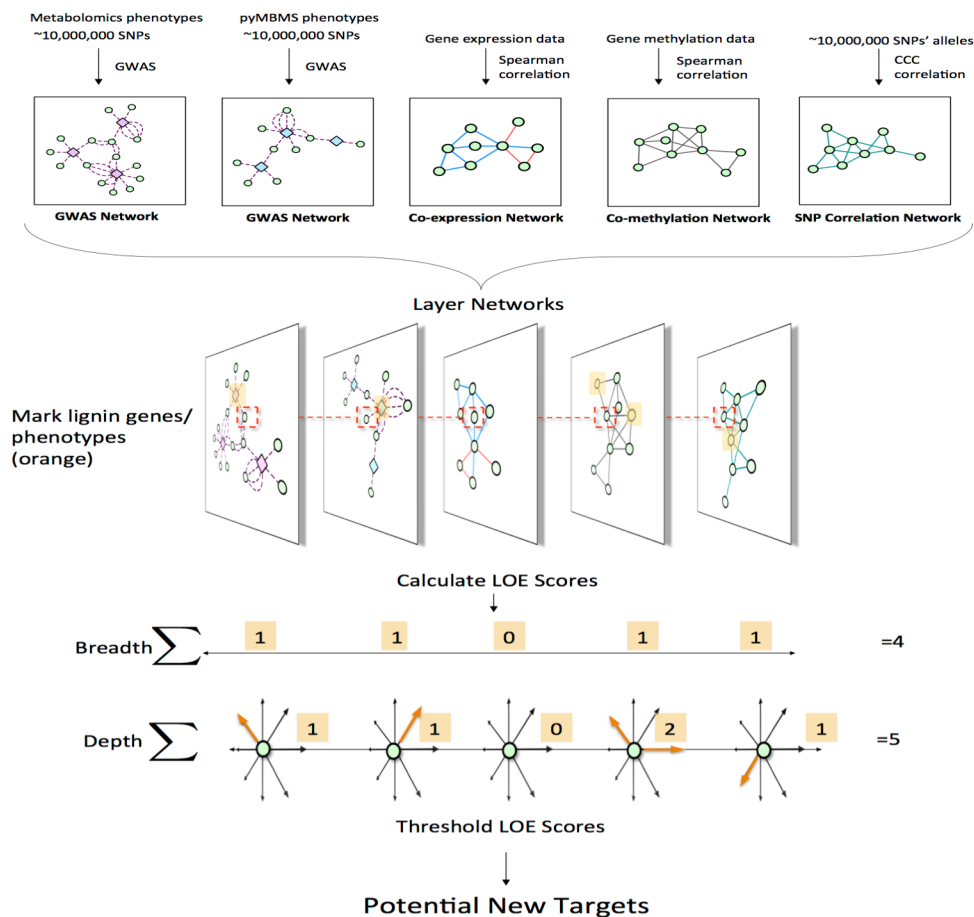 Metabolomics phenotypes
~10,000,000 SNPs
GWAS
GWAS Network
pyMBMS phenotypes
~10,000,000 SNPs
GWAS
GWAS Network
Gene expression data
Spearman
correlation
Co-expression Network
Gene methylation data
Spearman
correlation
Co-methylation Network
~10,000,000 SNPs' alleles
CCC
correlation
SNP Correlation Network
Layer Networks
Mark lignin genes/
phenotypes
(orange)
Calculate LOE Scores
Breadth ∑ 1 1 0 1 1 =4
Depth ∑ 1 1 0 2 1 =5
Threshold LOE Scores
Potential New Targets